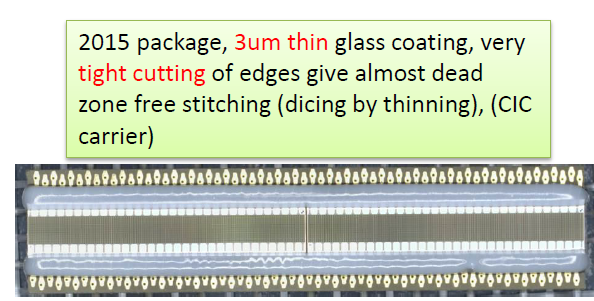 2015 package, 3um thin glass coating, very
tight cutting of edges give almost dead
zone free stitching (dicing by thinning), (CIC
carrier)